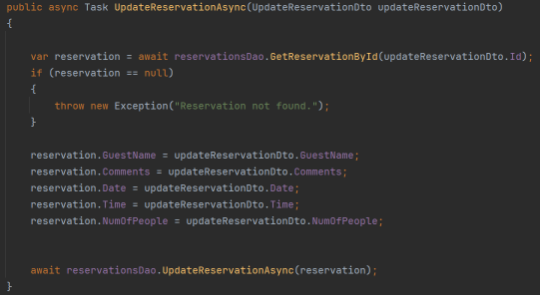 public async Task UpdateReservationAsync(UpdateReservationDto updateReservationDto)
{
var reservation = await reservationsDao.GetReservationById(updateReservationDto.Id);
if (reservation == null)
{
throw new Exception("Reservation not found.");
}
reservation.GuestName = updateReservationDto.GuestName;
reservation.Comments = updateReservationDto.Comments;
reservation.Date = updateReservationDto.Date;
reservation.Time = updateReservationDto.Time;
reservation.NumOfPeople = updateReservationDto.NumOfPeople;
await reservationsDao.UpdateReservationAsync(reservation);
}